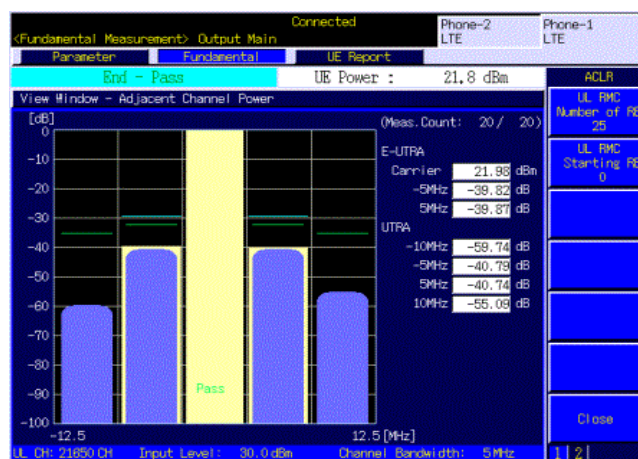 Connected
Phone-2
LTE
Phone-1
LTE
<Fundamental Measurement> Output Main
Parameter
Fundamental
UE Report
End - Pass
UE Power :
21.8 dBm
ACLR
View Window - Adjacent Channel Power
UL RMC
Number of RB
25
UL RMC
Starting RB
0
Close
1 2
[dB]
0
-10
-20
-30
-40
-50
-60
-70
-80
-90
-100
Pass
-12.5
12.5 [MHz]
(Meas.Count: 20 / 20)
E-UTRA
Carrier 21.98 dBm
-5MHz -39.82 dB
5MHz -39.87 dB
UTRA
-10MHz -59.74 dB
-5MHz -40.79 dB
5MHz -40.74 dB
10MHz -55.09 dB
UL CH: 21650 CH Input Level: 30.0 dBm Channel Bandwidth: 5 MHz